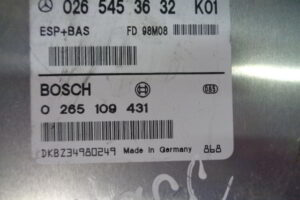 026 545 36 32 K01
ESP+BAS FD 98M08
BOSCH
0 265 109 431
DKBZ34980249 Made in Germany 868